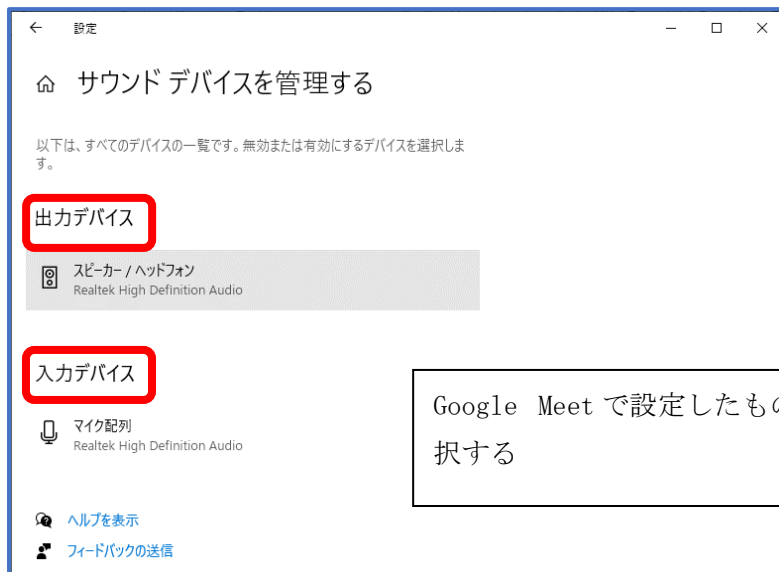 設定
サウンド デバイスを管理する
以下は、すべてのデバイスの一覧です。無効または有効にするデバイスを選択しま
す。
出力デバイス
スピーカー / ヘッドフォン
Realtek High Definition Audio
入力デバイス
マイク配列
Realtek High Definition Audio
Google Meet で設定したもの
択する
ヘルプを表示
フィードバックの送信